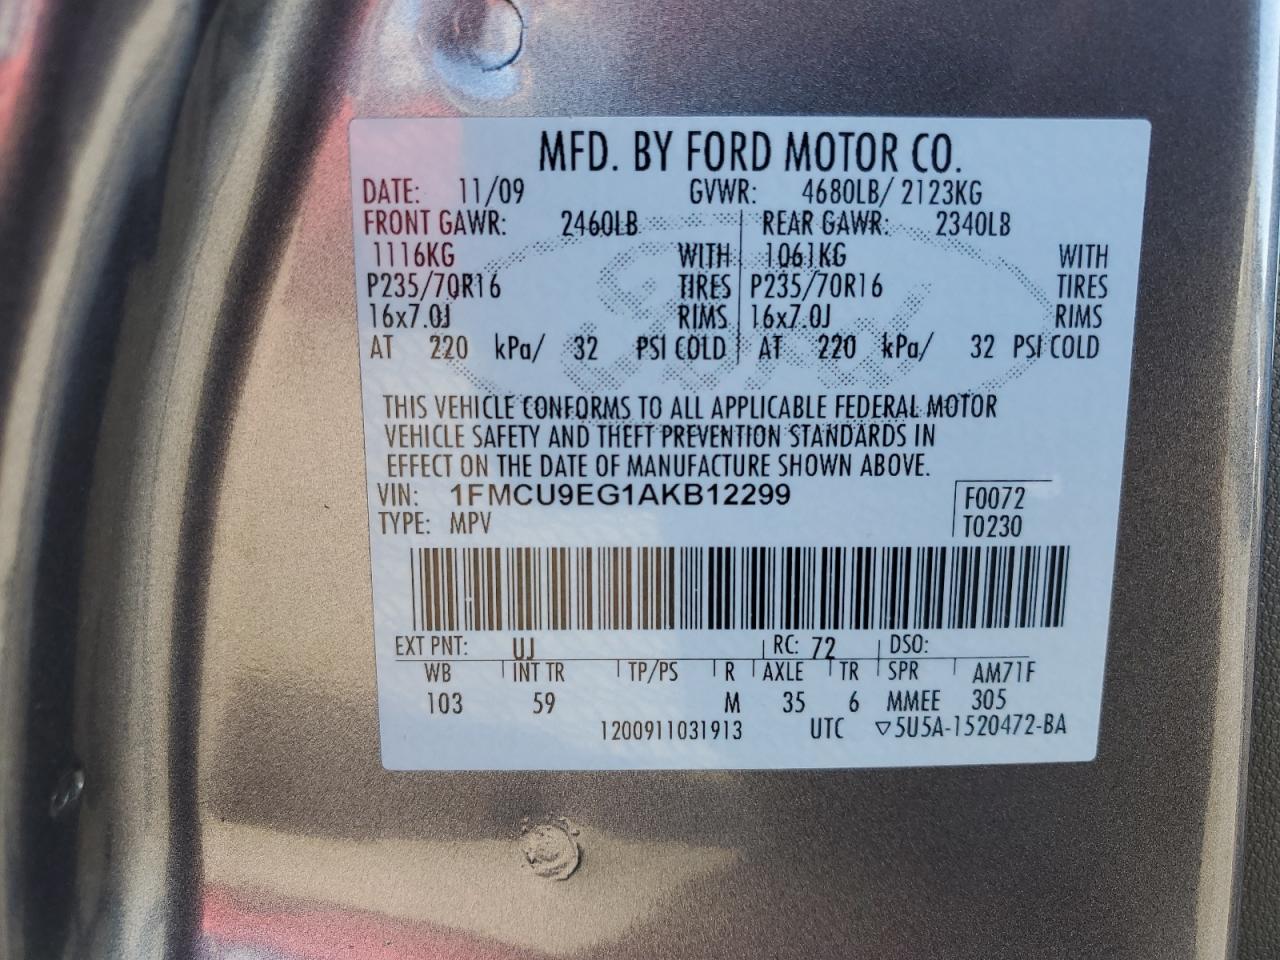 MFD. BY FORD MOTOR CO.
DATE: 11/09 GVWR: 4680LB/ 2123KG
FRONT GAWR: 2460LB REAR GAWR: 2340LB
1116KG WITH 1061KG WITH
P235/70R16 TIRES P235/70R16 TIRES
16x7.0J RIMS 16x7.0J RIMS
AT 220 kPa/ 32 PSI COLD AT 220 kPa/ 32 PSI COLD
Ford
THIS VEHICLE CONFORMS TO ALL APPLICABLE FEDERAL MOTOR
VEHICLE SAFETY AND THEFT PREVENTION STANDARDS IN
EFFECT ON THE DATE OF MANUFACTURE SHOWN ABOVE.
VIN: 1FMCU9EG1AKB12299 F0072
TYPE: MPV T0230
EXT PNT: UJ RC: 72 DSO:
WB INT TR TP/PS R AXLE TR SPR AM71F
103 59 M 35 6 MMEE 305
1200911031913 UTC ▽5U5A-1520472-BA